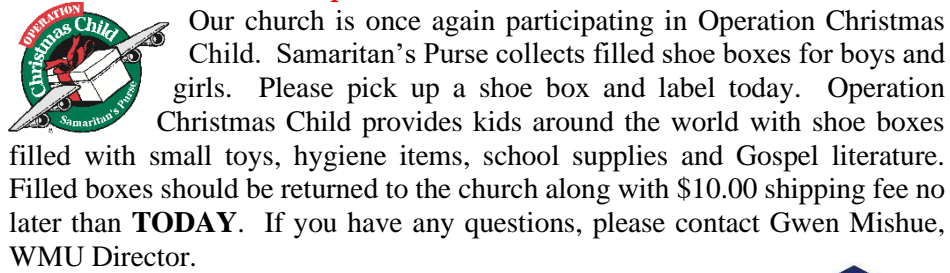 OPERATION
Christmas Child
Samaritan's Purse
®
Our church is once again participating in Operation Christmas
Child. Samaritan’s Purse collects filled shoe boxes for boys and
girls. Please pick up a shoe box and label today. Operation
Christmas Child provides kids around the world with shoe boxes
filled with small toys, hygiene items, school supplies and Gospel literature.
Filled boxes should be returned to the church along with $10.00 shipping fee no
later than TODAY. If you have any questions, please contact Gwen Mishue,
WMU Director.